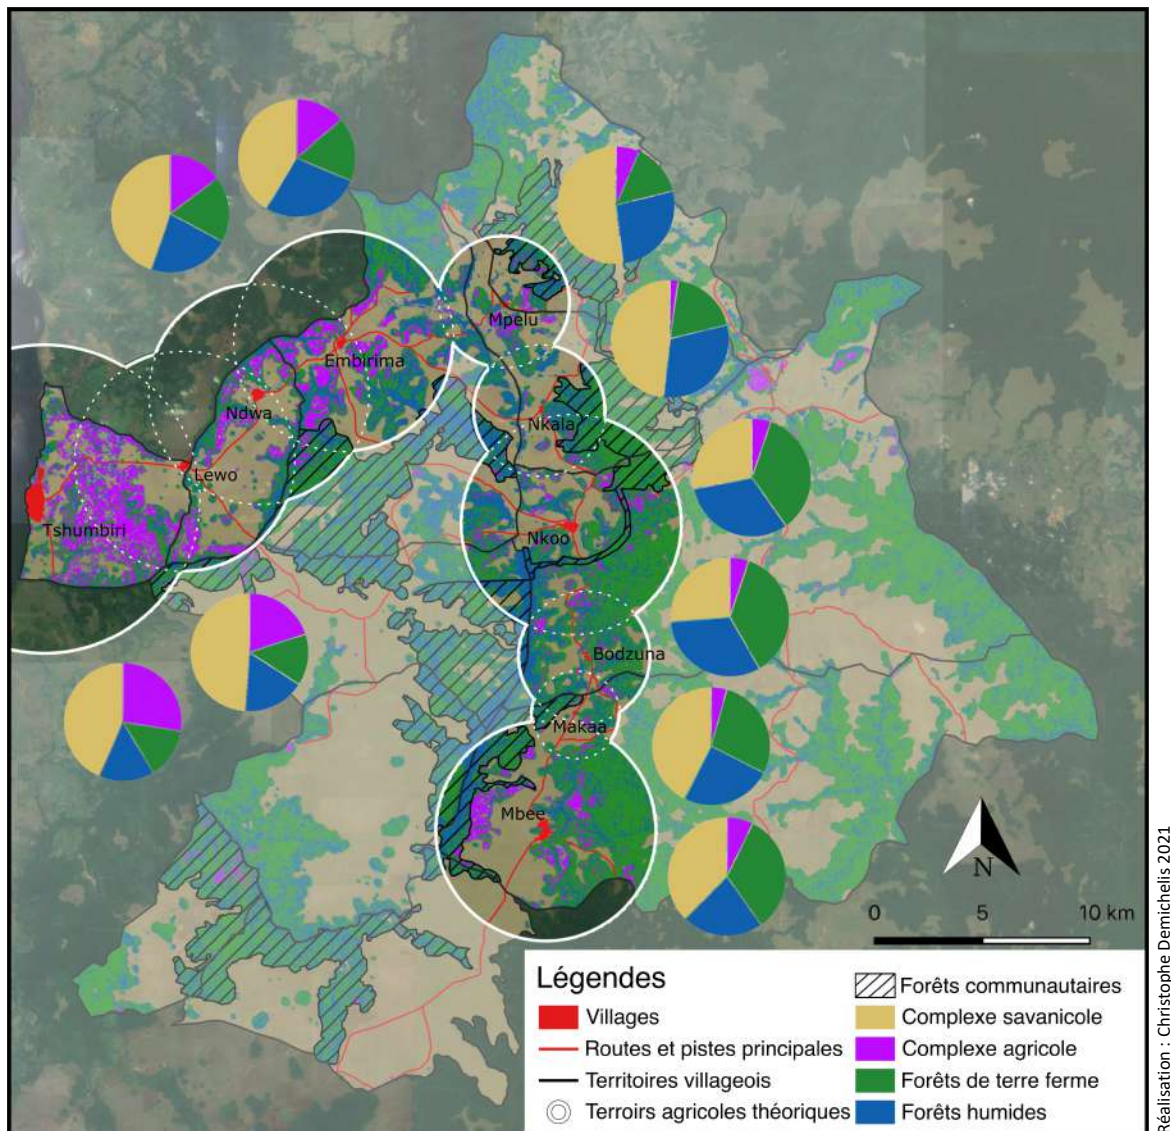 Mpelu
Embirima
Ndwa
Nkala
Lewo
Tshumbiri
Nkoo
Bodzuna
Makaa
Mbee
N
0 5 10 km
Légendes
Villages
Routes et pistes principales
Territoires villageois
Terroirs agricoles théoriques
Forêts communautaires
Complexe savanicole
Complexe agricole
Forêts de terre ferme
Forêts humides
Réalisation : Christophe Demichelis 2021